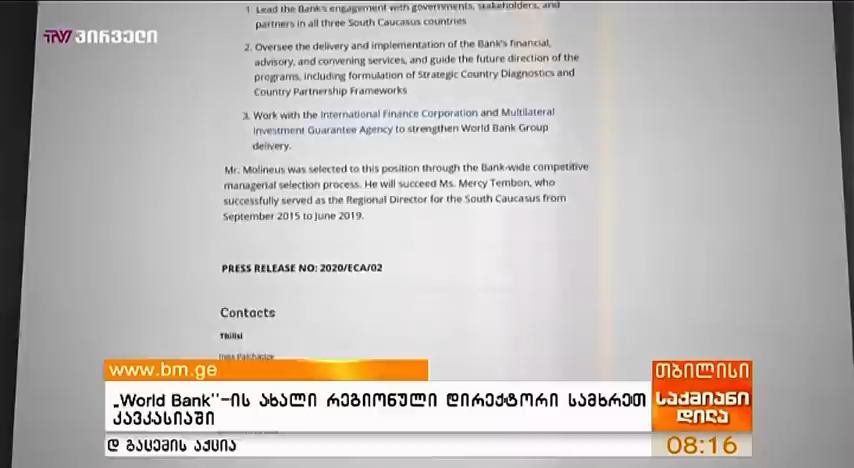 1. Lead the Bank's engagement with governments, stakeholders, and
partners in all three South Caucasus countries
TV პირველი
2. Oversee the delivery and implementation of the Bank's financial,
advisory, and convening services, and guide the future direction of the
programs, including formulation of Strategic Country Diagnostics and
Country Partnership Frameworks
3. Work with the International Finance Corporation and Multilateral
Investment Guarantee Agency to strengthen World Bank Group
delivery.
Mr. Molineus was selected to this position through the Bank-wide competitive
managerial selection process. He will succeed Ms. Mercy Tembon, who
successfully served as the Regional Director for the South Caucasus from
September 2015 to June 2019.
PRESS RELEASE NO: 2020/ECA/02
Contacts
Tbilisi
www.bm.ge
თბილისი
„World Bank“-ის ახალი რეგიონული დირექტორი სამხრეთ
კავკასიაში
საქმიანი
დილა
დ გაცემის აქცია
08:16